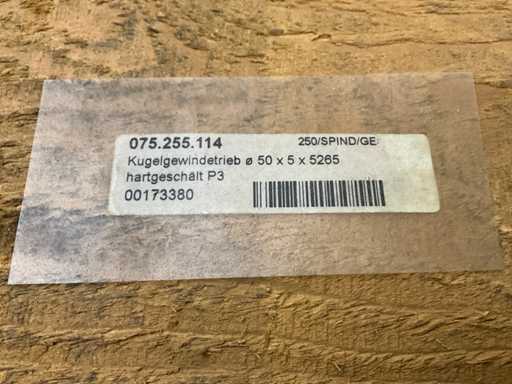 075.255.114 250/SPIND/GE
Kugelgewindetrieb ø 50 x 5 x 5265
hartgeschält P3
00173380